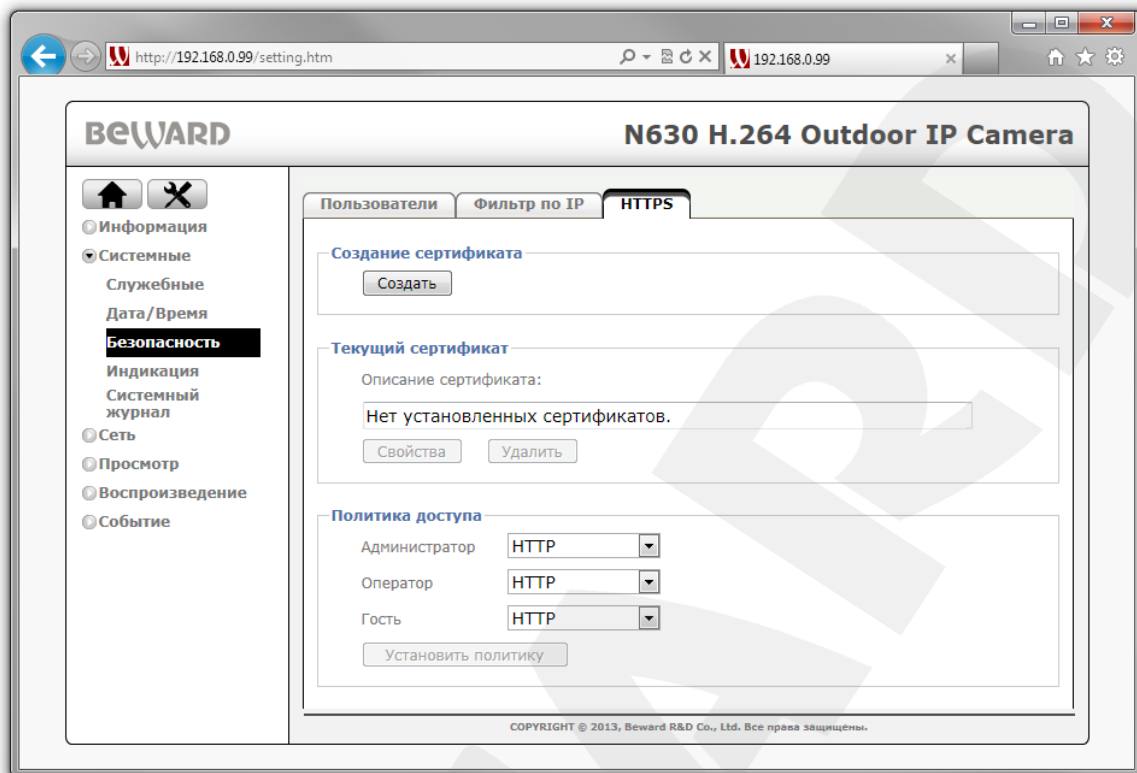 http://192.168.0.99/setting.htm
192.168.0.99
BEWARD
N630 H.264 Outdoor IP Camera
Информация
Системные
Служебные
Дата/Время
Безопасность
Индикация
Системный
журнал
Сеть
Просмотр
Воспроизведение
Событие
Пользователи
Фильтр по IP
HTTPS
Создание сертификата
Создать
Текущий сертификат
Описание сертификата:
Нет установленных сертификатов.
Свойства
Удалить
Политика доступа
Администратор
HTTP
Оператор
HTTP
Гость
HTTP
Установить политику
COPYRIGHT © 2013, Beward R&D Co., Ltd. Все права защищены.